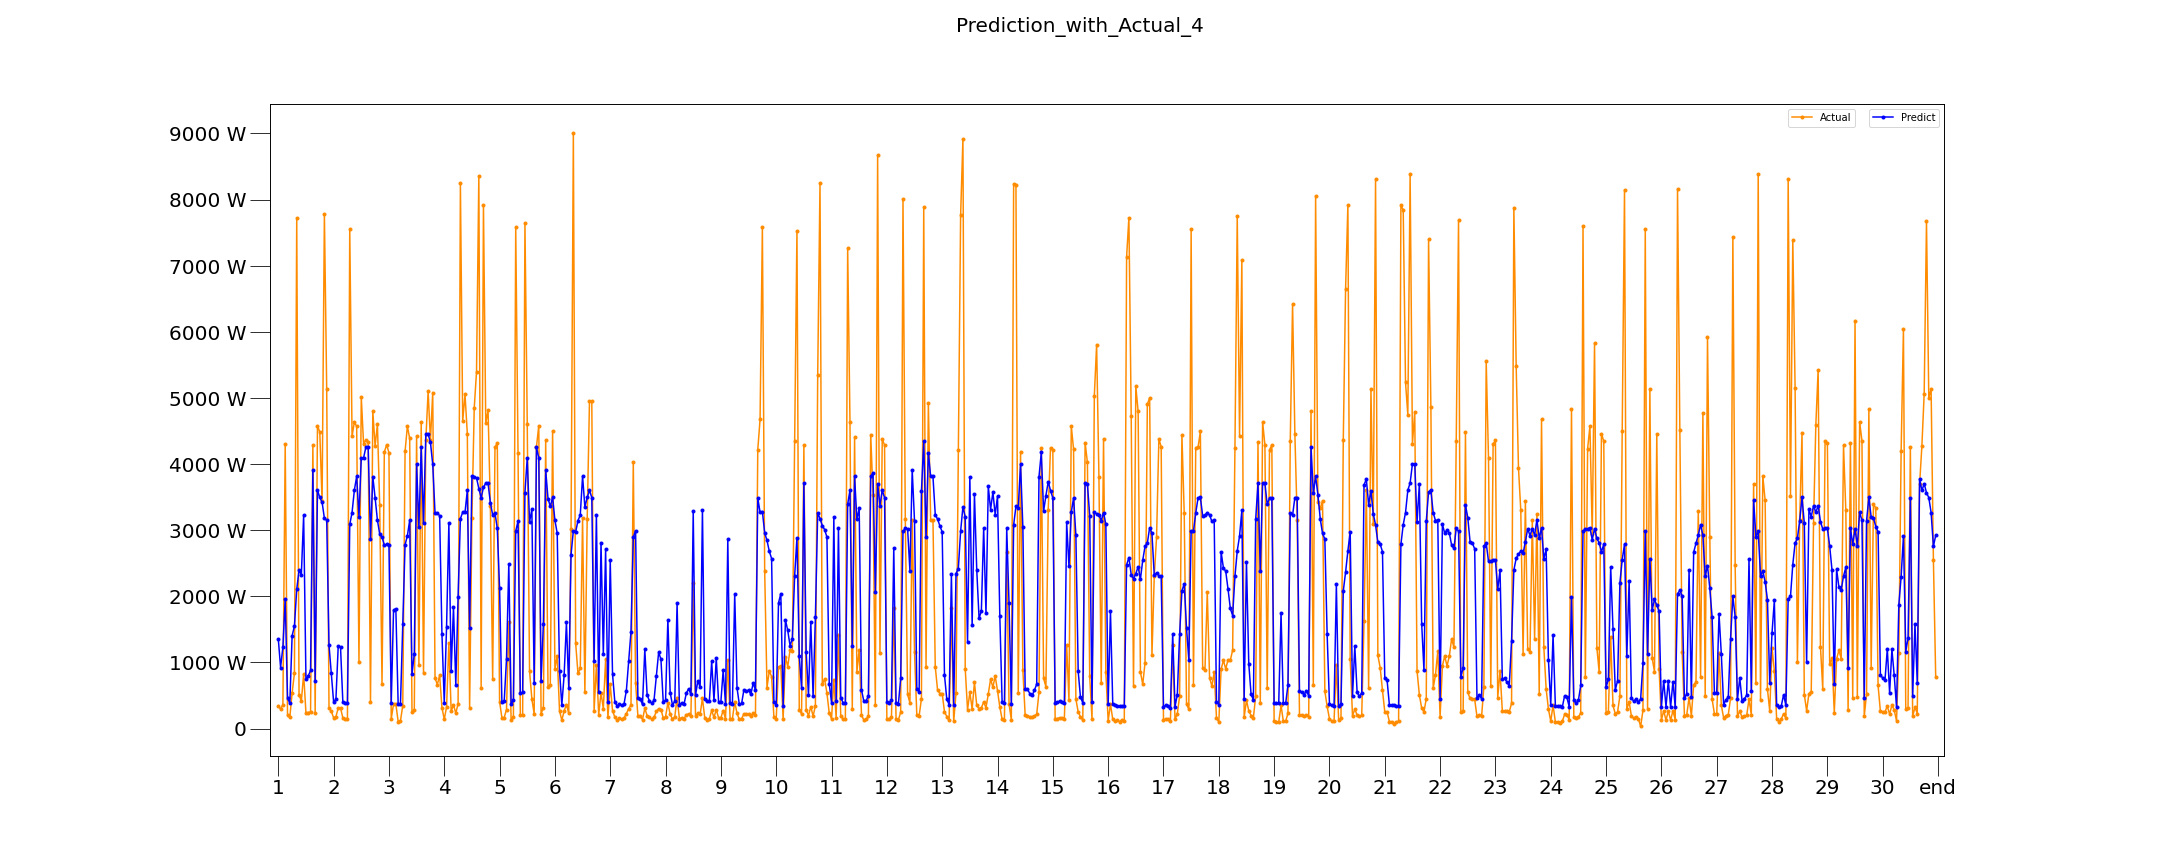 Prediction_with_Actual_4
Actual Predict
9000 W
8000 W
7000 W
6000 W
5000 W
4000 W
3000 W
2000 W
1000 W
0
1 2 3 4 5 6 7 8 9 10 11 12 13 14 15 16 17 18 19 20 21 22 23 24 25 26 27 28 29 30 end